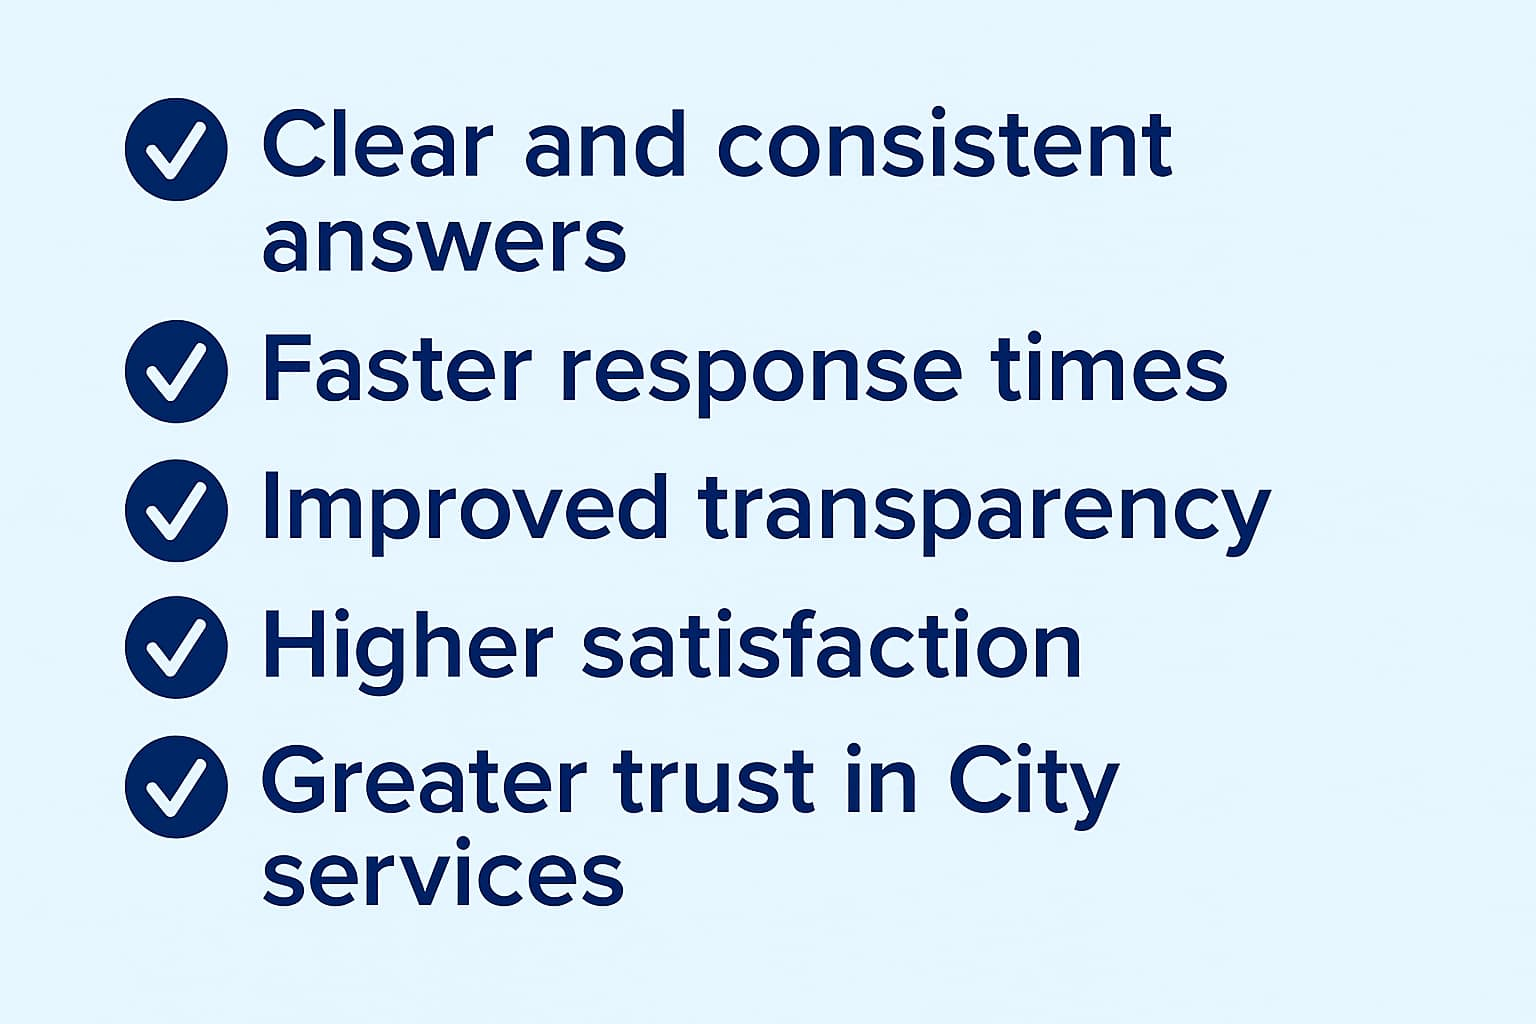 Clear and consistent
answers
Faster response times
Improved transparency
Higher satisfaction
Greater trust in City
services